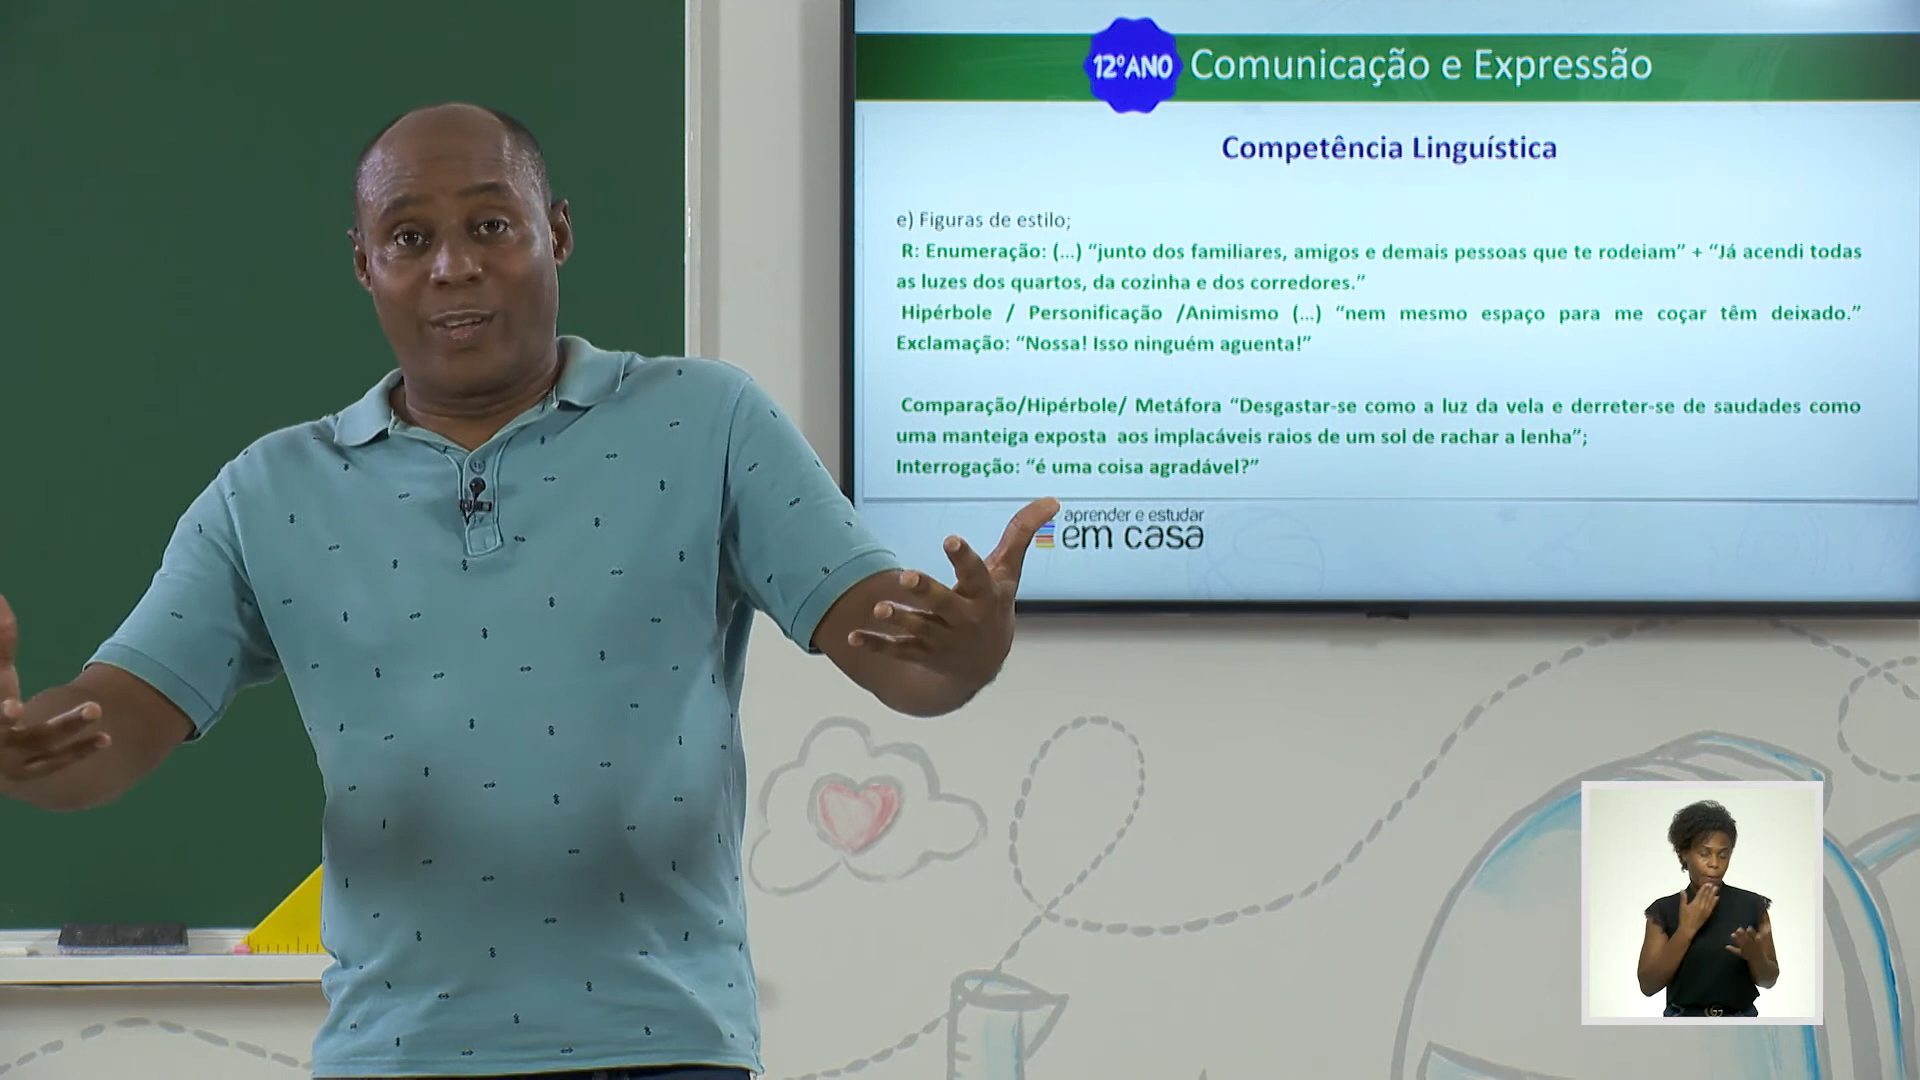 12ºANO Comunicação e Expressão
Competência Linguística
e) Figuras de estilo;
R: Enumeração: (...) “junto dos familiares, amigos e demais pessoas que te rodeiam” + “Já acendi todas
as luzes dos quartos, da cozinha e dos corredores.”
Hipérbole / Personificação /Animismo (...) “nem mesmo espaço para me coçar têm deixado.”
Exclamação: “Nossa! Isso ninguém aguenta!”
Comparação/Hipérbole/ Metáfora “Desgastar-se como a luz da vela e derreter-se de saudades como
uma manteiga exposta aos implacáveis raios de um sol de rachar a lenha”;
Interrogação: “é uma coisa agradável?”
aprender e estudar
em casa